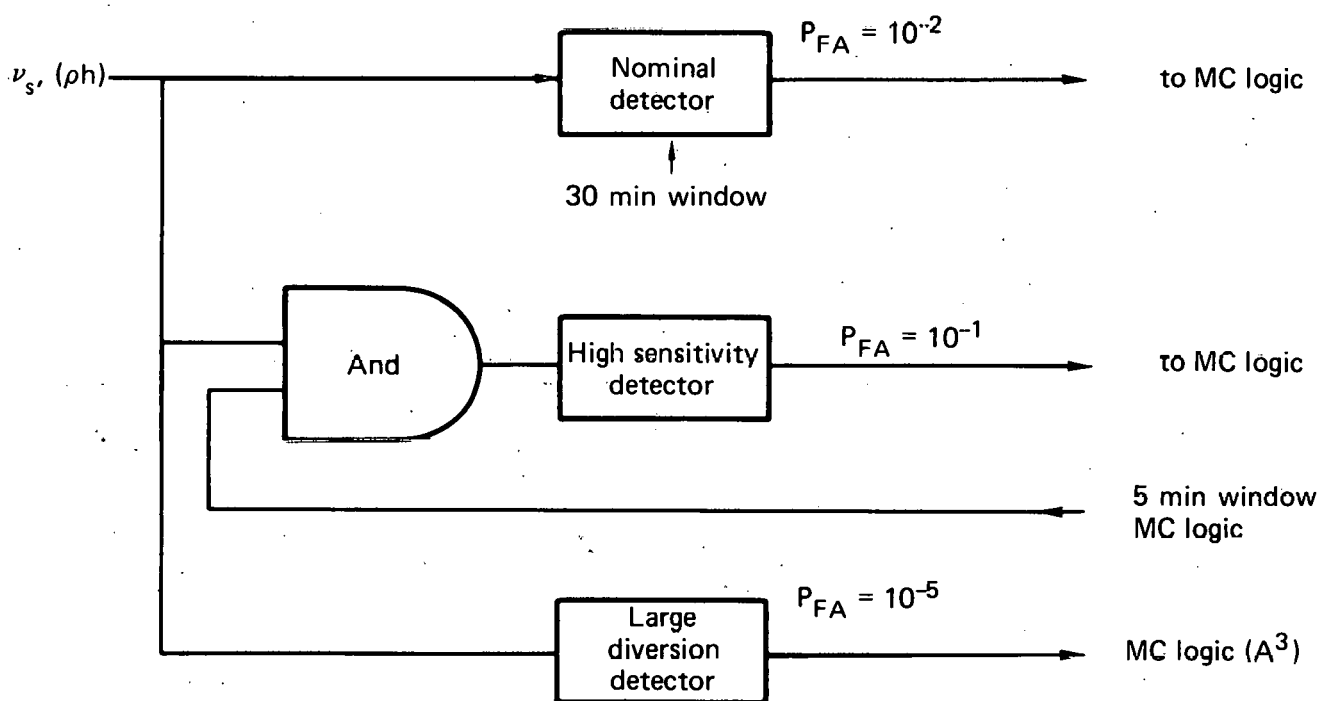 P_FA = 10^-2
ν_s, (ρh)
Nominal
detector
to MC logic
30 min window
And
High sensitivity
detector
P_FA = 10^-1
to MC logic
5 min window
MC logic
P_FA = 10^-5
Large
diversion
detector
MC logic (A^3)